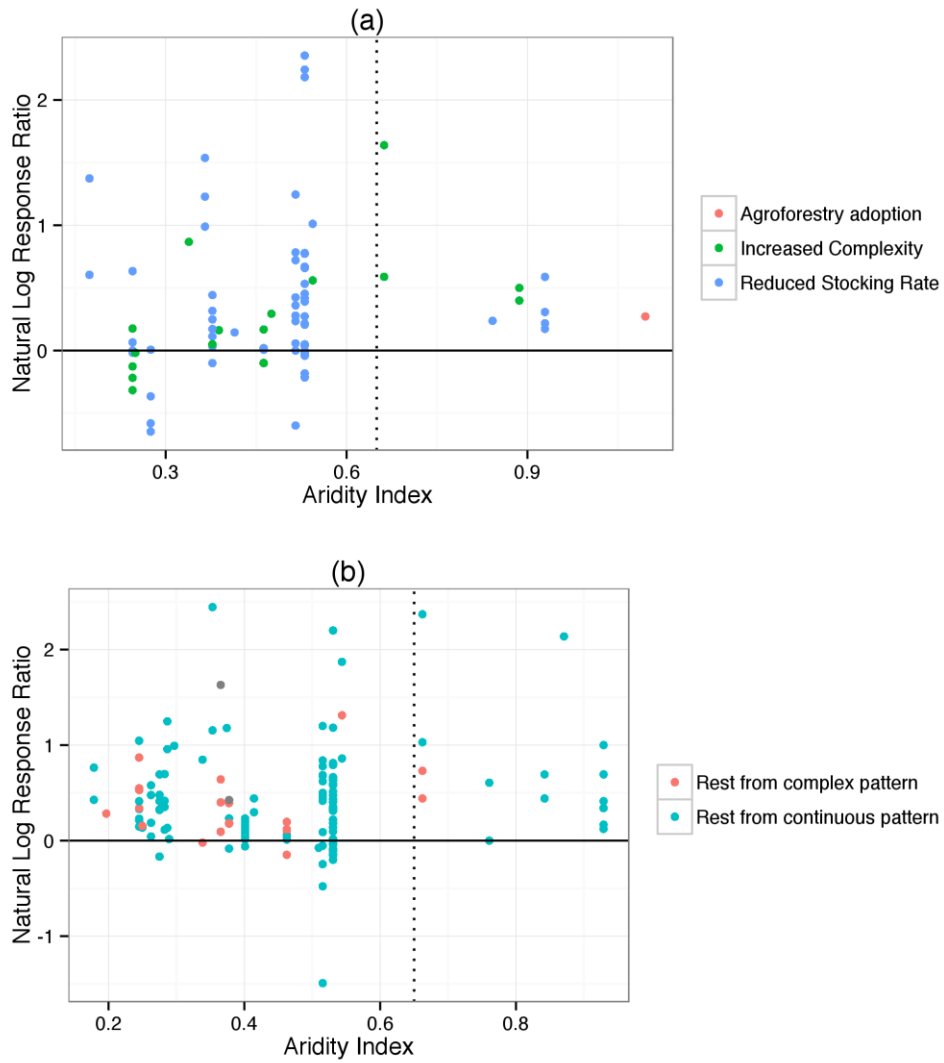 (a)
Natural Log Response Ratio
2
1
0
0.3
0.6
0.9
Aridity Index
Agroforestry adoption
Increased Complexity
Reduced Stocking Rate
(b)
Natural Log Response Ratio
2
1
0
-1
0.2
0.4
0.6
0.8
Aridity Index
Rest from complex pattern
Rest from continuous pattern